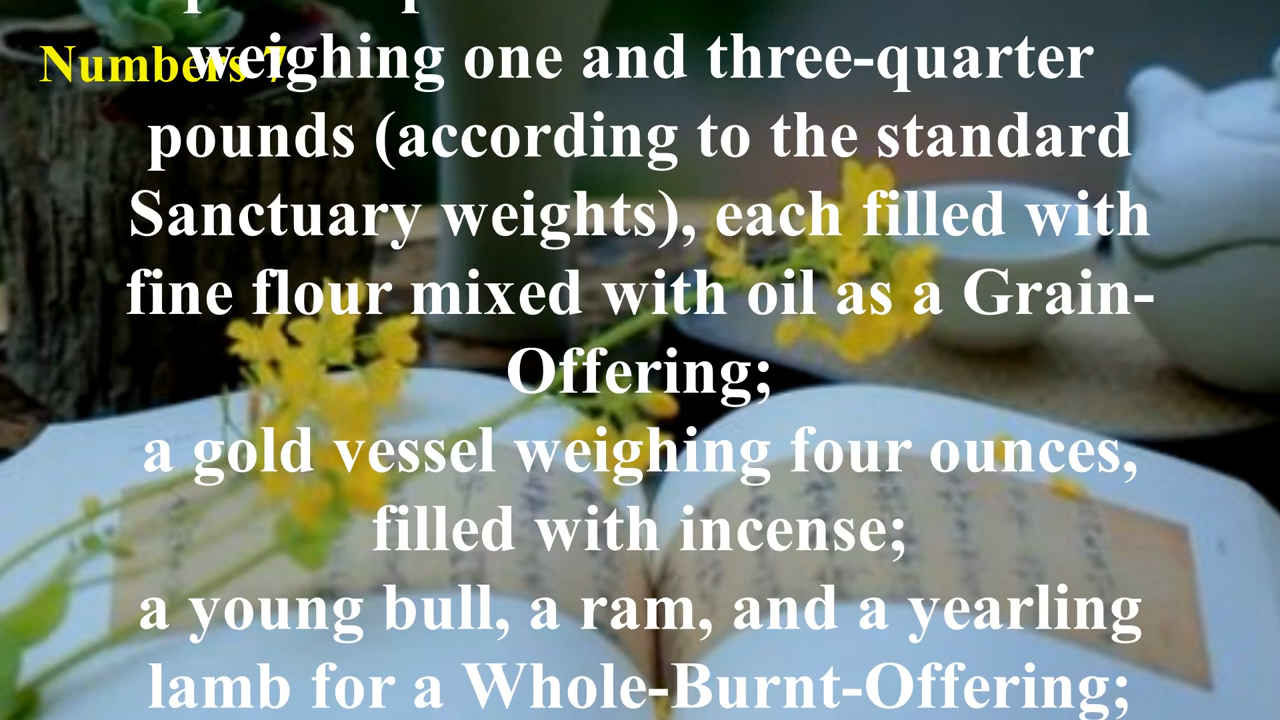 Numbers 7
weighing one and three-quarter
pounds (according to the standard
Sanctuary weights), each filled with
fine flour mixed with oil as a Grain-
Offering;
a gold vessel weighing four ounces,
filled with incense;
a young bull, a ram, and a yearling
lamb for a Whole-Burnt-Offering;